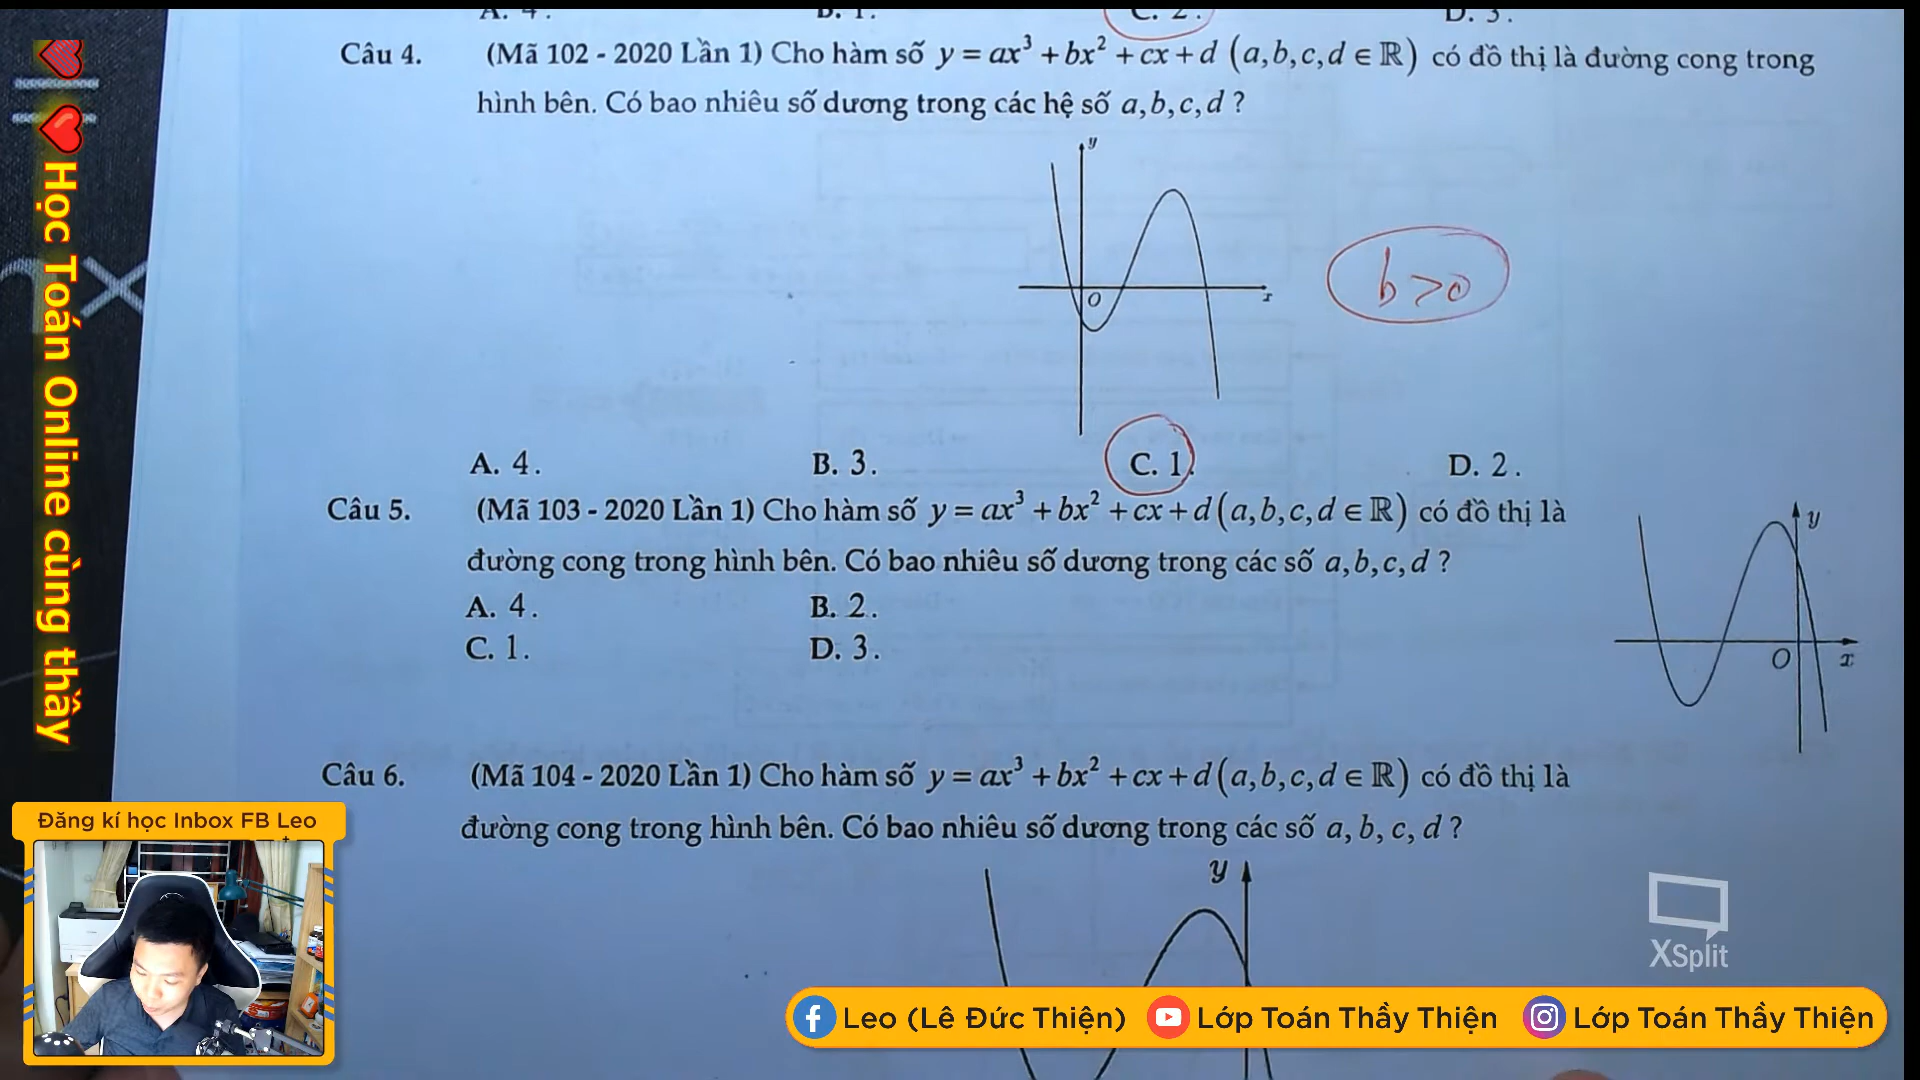 A. 4. B. 1. C. 2. D. 3.
Câu 4. (Mã 102 - 2020 Lần 1) Cho hàm số y = ax³ + bx² + cx + d (a,b,c,d ∈ ℝ) có đồ thị là đường cong trong
hình bên. Có bao nhiêu số dương trong các hệ số a,b,c,d ?
y
O
x
b>0
A. 4. B. 3. C. 1. D. 2.
Câu 5. (Mã 103 - 2020 Lần 1) Cho hàm số y = ax³ + bx² + cx + d (a,b,c,d ∈ ℝ) có đồ thị là
đường cong trong hình bên. Có bao nhiêu số dương trong các số a,b,c,d ?
A. 4. B. 2.
C. 1. D. 3.
y
O x
Câu 6. (Mã 104 - 2020 Lần 1) Cho hàm số y = ax³ + bx² + cx + d (a,b,c,d ∈ ℝ) có đồ thị là
đường cong trong hình bên. Có bao nhiêu số dương trong các số a, b, c, d ?
y
Học Toán Online cùng thầy
Đăng kí học Inbox FB Leo
XSplit
Leo (Lê Đức Thiện) Lớp Toán Thầy Thiện Lớp Toán Thầy Thiện